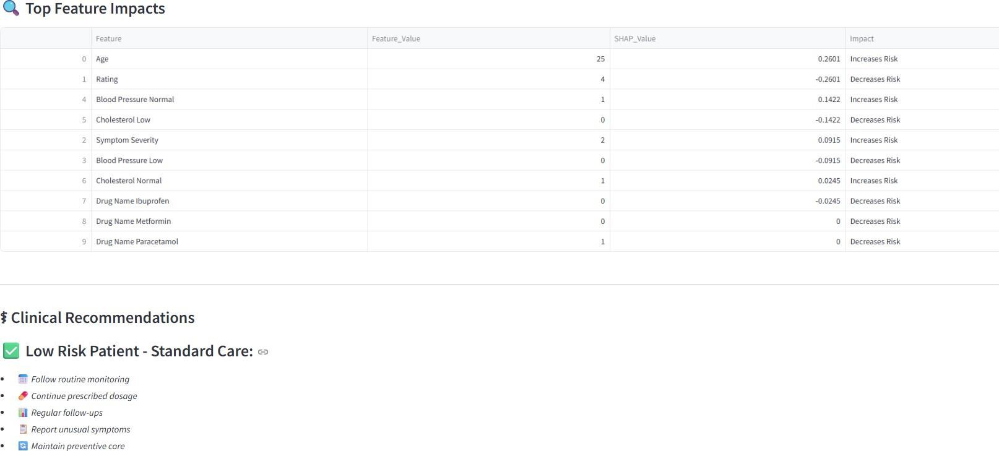 🔍 Top Feature Impacts
Feature Feature_Value SHAP_Value Impact
0 Age 25 0.2601 Increases Risk
1 Rating 4 -0.2601 Decreases Risk
4 Blood Pressure Normal 1 0.1422 Increases Risk
5 Cholesterol Low 0 -0.1422 Decreases Risk
2 Symptom Severity 2 0.0915 Increases Risk
3 Blood Pressure Low 0 -0.0915 Decreases Risk
6 Cholesterol Normal 1 0.0245 Increases Risk
7 Drug Name Ibuprofen 0 -0.0245 Decreases Risk
8 Drug Name Metformin 0 0 Decreases Risk
9 Drug Name Paracetamol 1 0 Decreases Risk
⚕ Clinical Recommendations
✅ Low Risk Patient - Standard Care:
• 📅 Follow routine monitoring
• 💊 Continue prescribed dosage
• 📊 Regular follow-ups
• 📋 Report unusual symptoms
• 🔄 Maintain preventive care